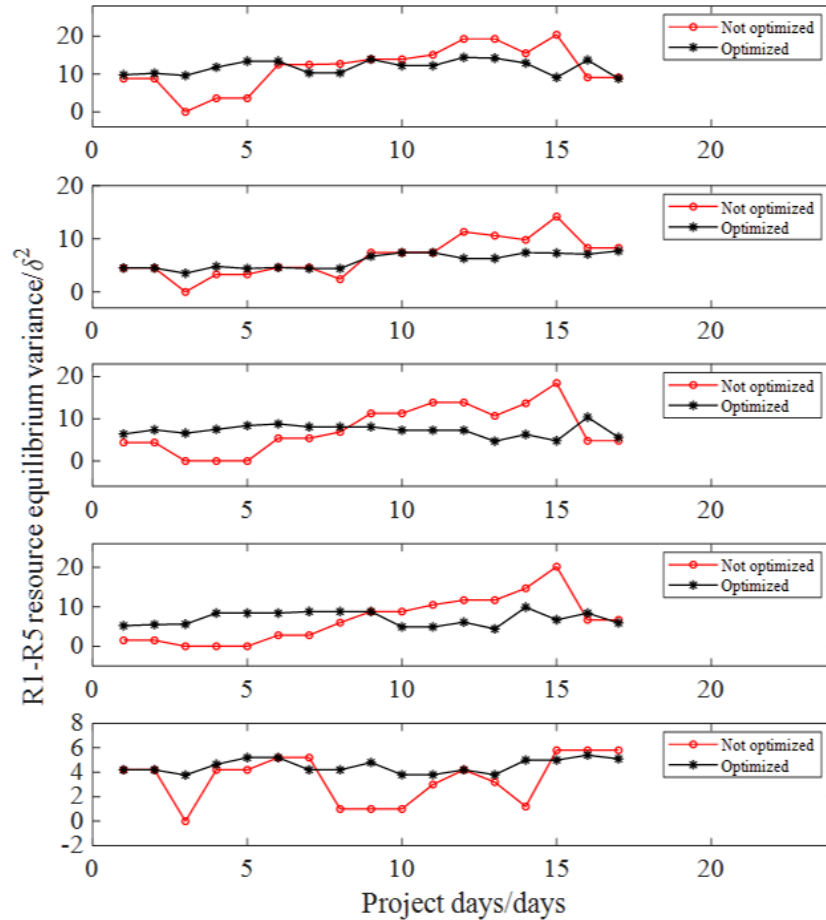 R1-R5 resource equilibrium variance/δ²
20
10
0
0 5 10 15 20
Not optimized
Optimized
20
10
0
0 5 10 15 20
Not optimized
Optimized
20
10
0
0 5 10 15 20
Not optimized
Optimized
20
10
0
0 5 10 15 20
Not optimized
Optimized
8
6
4
2
0
-2
0 5 10 15 20
Not optimized
Optimized
Project days/days